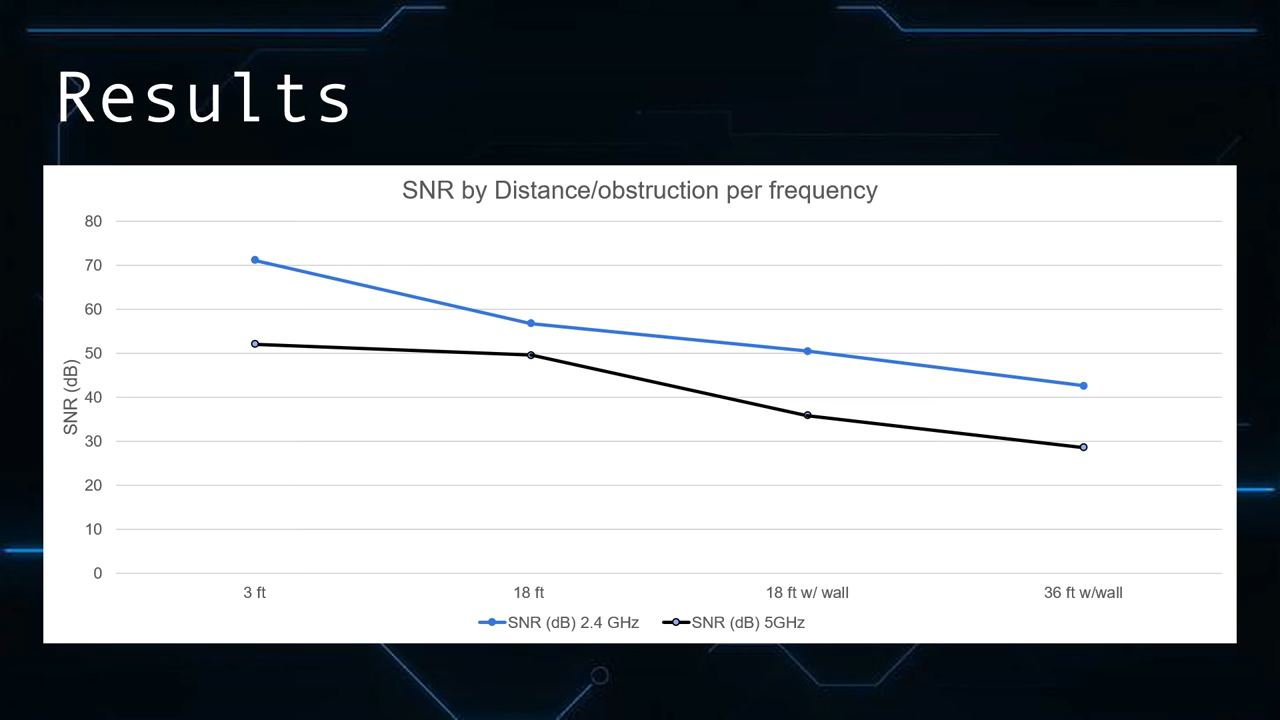 Results
SNR by Distance/obstruction per frequency
80
70
60
50
40
30
20
10
0
SNR (dB)
3 ft 18 ft 18 ft w/ wall 36 ft w/wall
SNR (dB) 2.4 GHz SNR (dB) 5GHz